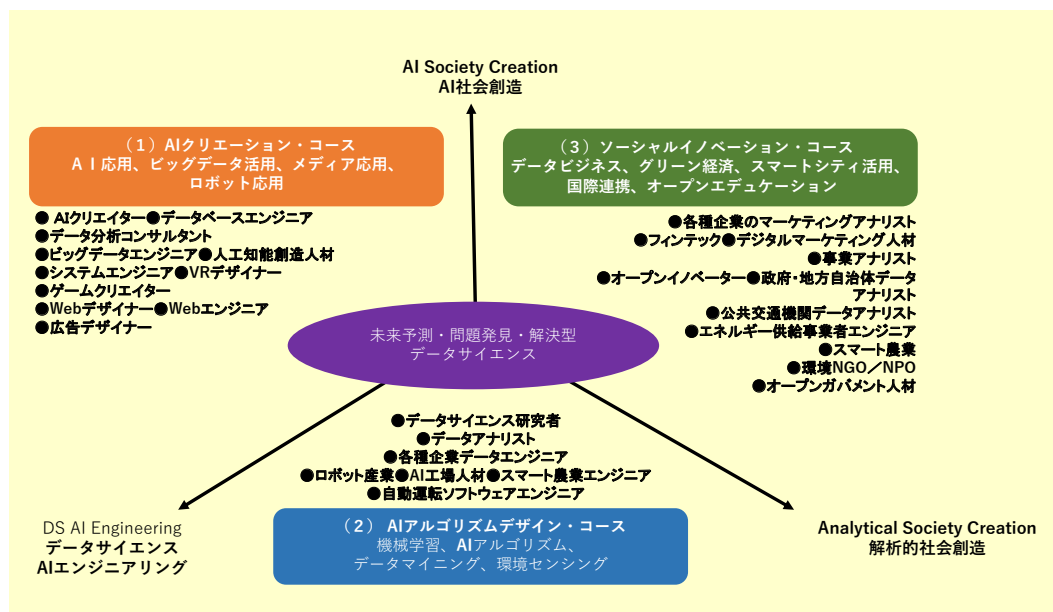 AI Society Creation
AI社会創造
（１）AIクリエーション・コース
ＡＩ応用、ビッグデータ活用、メディア応用、
ロボット応用
● AIクリエイター●データベースエンジニア
●データ分析コンサルタント
●ビッグデータエンジニア●人工知能創造人材
●システムエンジニア●VRデザイナー
●ゲームクリエイター
●Webデザイナー●Webエンジニア
●広告デザイナー
（３）ソーシャルイノベーション・コース
データビジネス、グリーン経済、スマートシティ活用、
国際連携、オープンエデュケーション
●各種企業のマーケティングアナリスト
●フィンテック●デジタルマーケティング人材
●事業アナリスト
●オープンイノベーター●政府・地方自治体データ
アナリスト
●公共交通機関データアナリスト
●エネルギー供給事業者エンジニア
●スマート農業
●環境NGO／NPO
●オープンガバメント人材
未来予測・問題発見・解決型
データサイエンス
●データサイエンス研究者
●データアナリスト
●各種企業データエンジニア
●ロボット産業●AI工場人材●スマート農業エンジニア
●自動運転ソフトウェアエンジニア
（２） AIアルゴリズムデザイン・コース
機械学習、AIアルゴリズム、
データマイニング、環境センシング
DS AI Engineering
データサイエンス
AIエンジニアリング
Analytical Society Creation
解析的社会創造